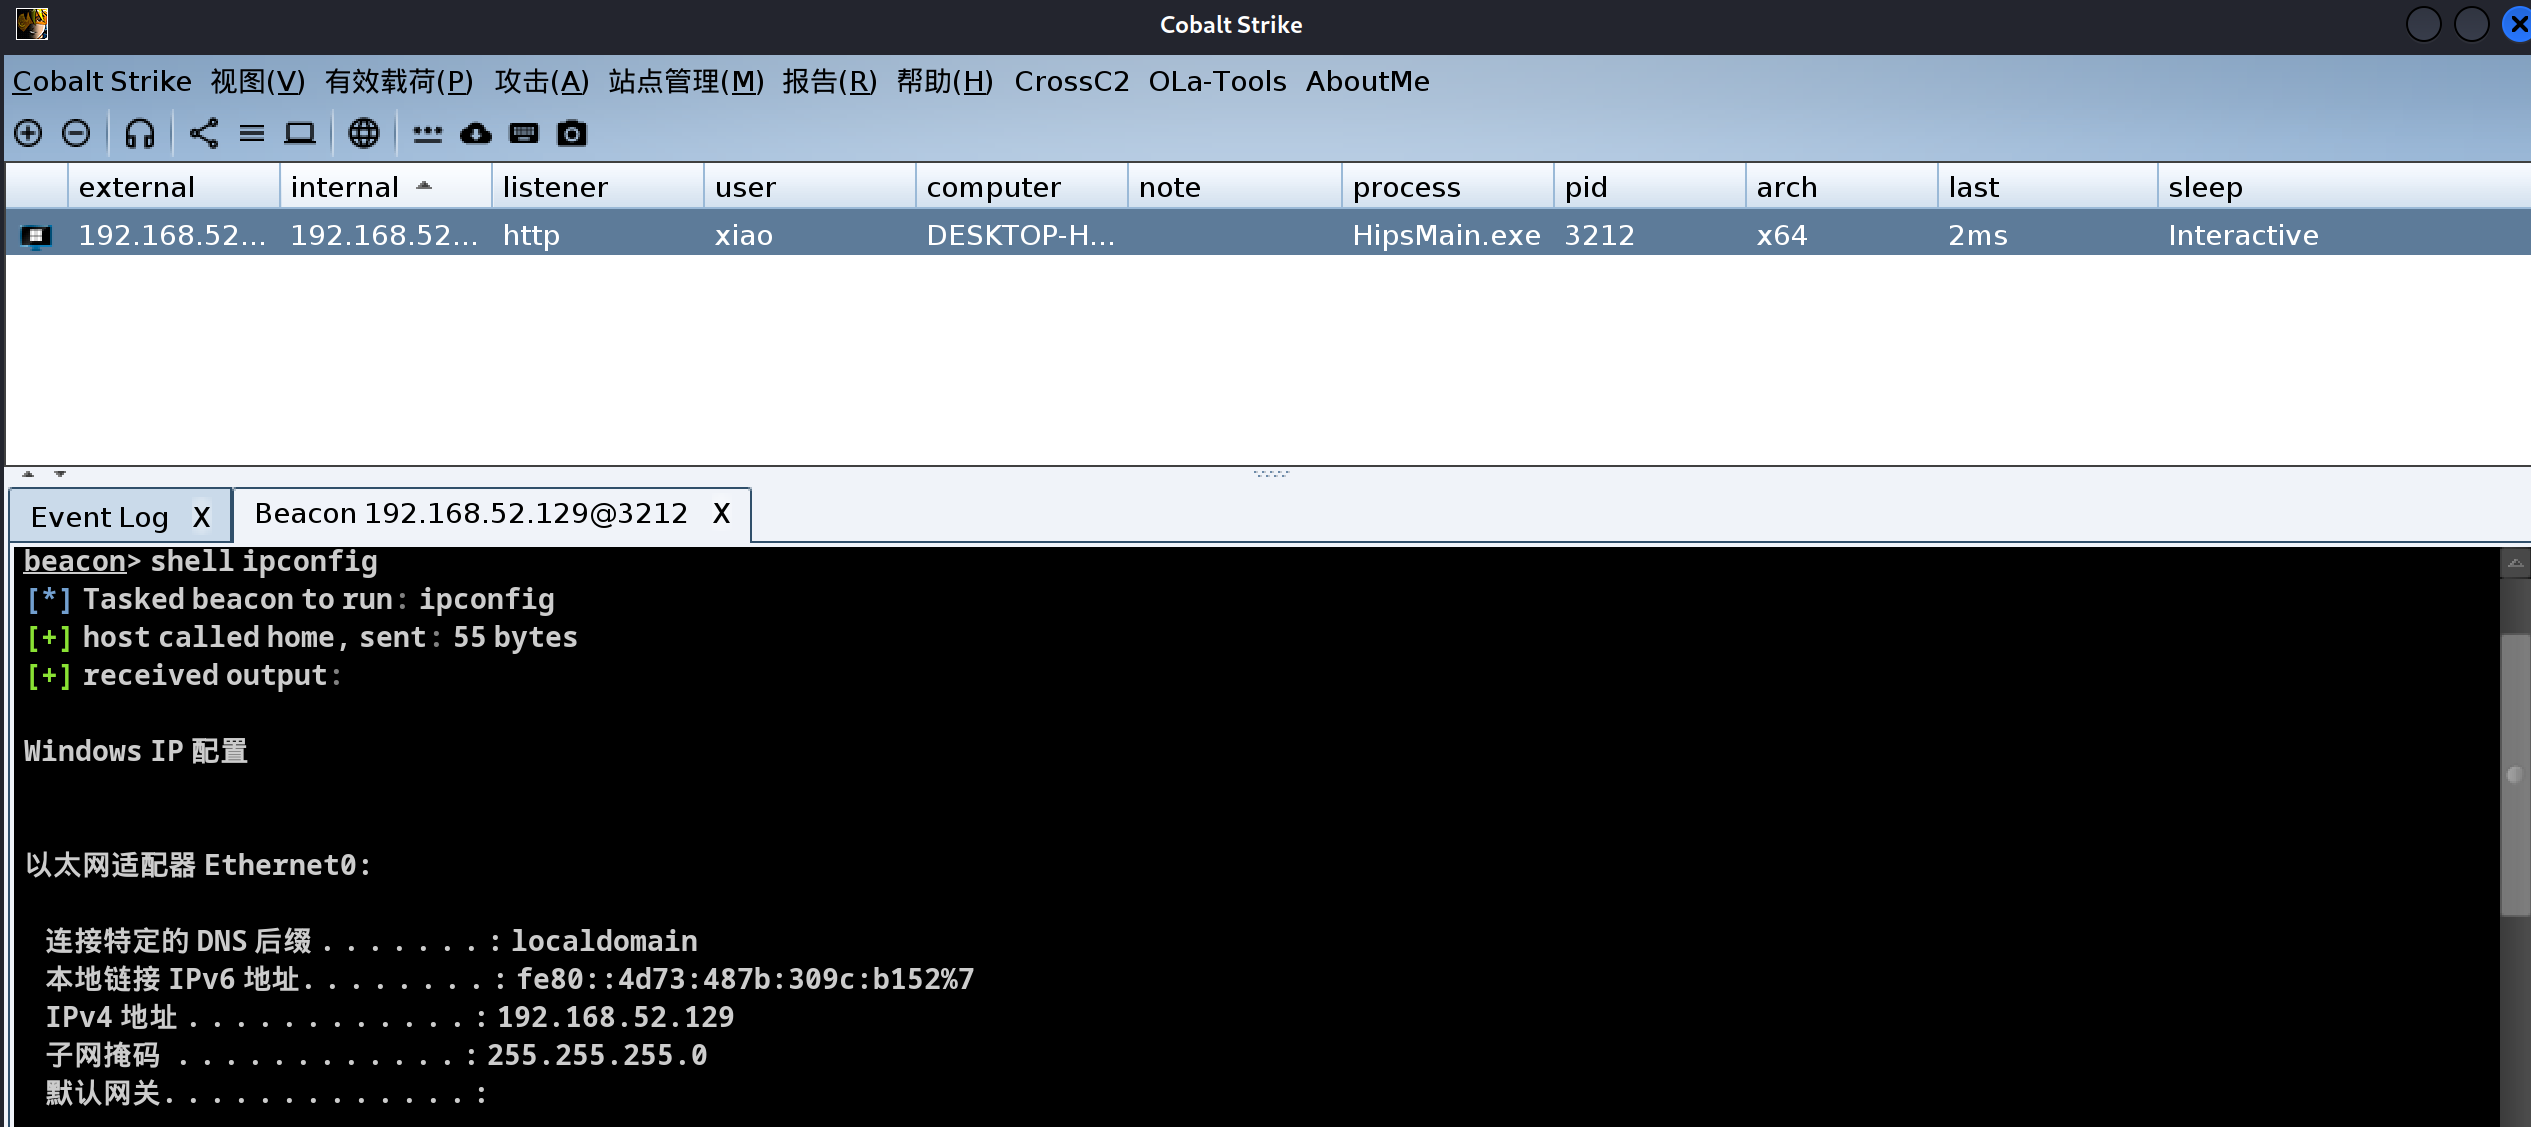 Cobalt Strike
Cobalt Strike 视图(V) 有效载荷(P) 攻击(A) 站点管理(M) 报告(R) 帮助(H) CrossC2 OLa-Tools AboutMe
external internal listener user computer note process pid arch last sleep
192.168.52... 192.168.52... http xiao DESKTOP-H... HipsMain.exe 3212 x64 2ms Interactive
Event Log X Beacon 192.168.52.129@3212 X
beacon> shell ipconfig
[*] Tasked beacon to run: ipconfig
[+] host called home, sent: 55 bytes
[+] received output:
Windows IP 配置
以太网适配器 Ethernet0:
连接特定的 DNS 后缀 . . . . . . . : localdomain
本地链接 IPv6 地址. . . . . . . . : fe80::4d73:487b:309c:b152%7
IPv4 地址 . . . . . . . . . . . . : 192.168.52.129
子网掩码 . . . . . . . . . . . . : 255.255.255.0
默认网关. . . . . . . . . . . . . :